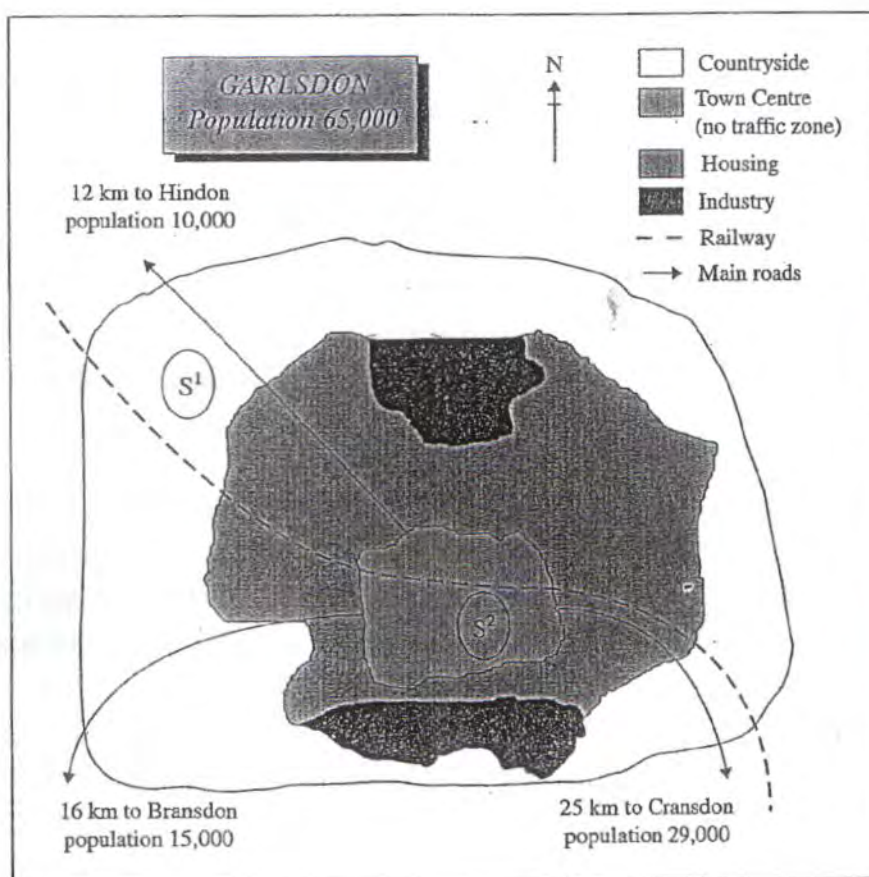 GARLSDON
Population 65,000
N
Countryside
Town Centre
(no traffic zone)
Housing
Industry
Railway
Main roads
12 km to Hindon
population 10,000
S¹
S²
16 km to Bransdon
population 15,000
25 km to Cransdon
population 29,000